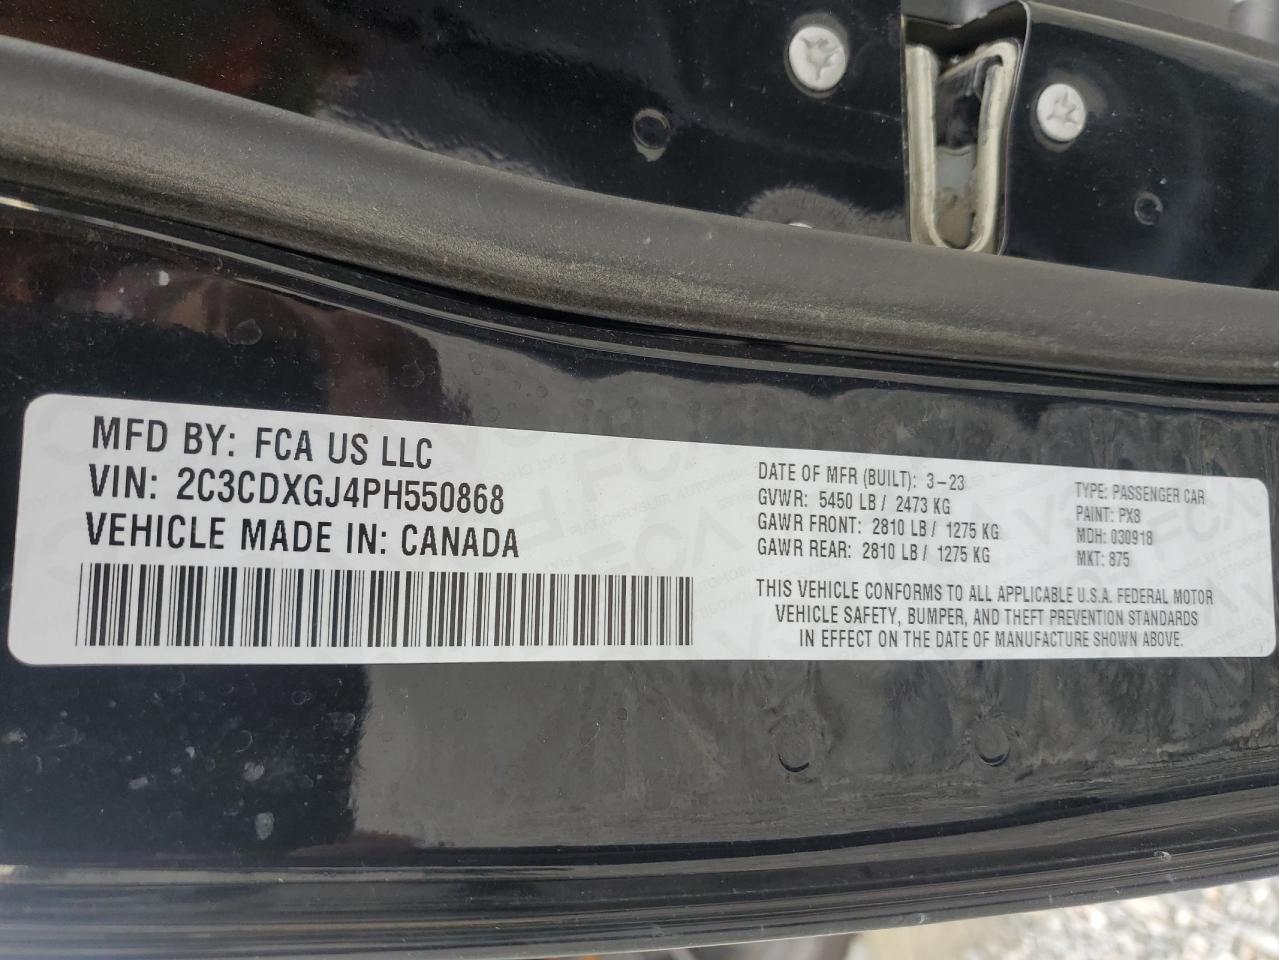 MFD BY: FCA US LLC
VIN: 2C3CDXGJ4PH550868
VEHICLE MADE IN: CANADA
DATE OF MFR (BUILT): 3-23
GVWR: 5450 LB / 2473 KG
GAWR FRONT: 2810 LB / 1275 KG
GAWR REAR: 2810 LB / 1275 KG
TYPE: PASSENGER CAR
PAINT: PX8
MDH: 030918
MKT: 875
THIS VEHICLE CONFORMS TO ALL APPLICABLE U.S.A. FEDERAL MOTOR
VEHICLE SAFETY, BUMPER, AND THEFT PREVENTION STANDARDS
IN EFFECT ON THE DATE OF MANUFACTURE SHOWN ABOVE.